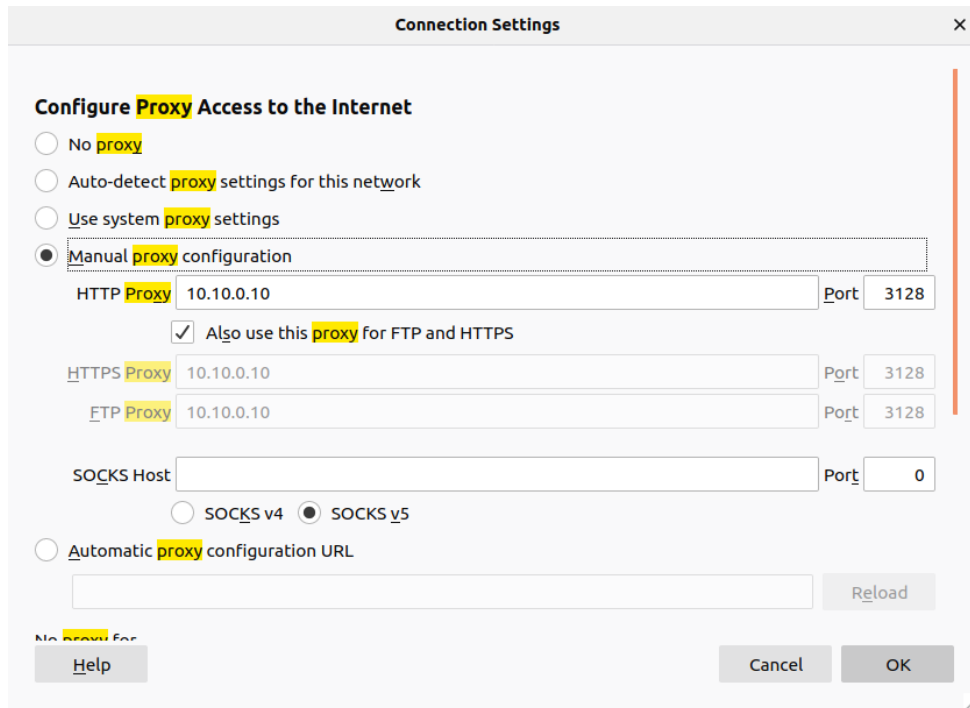 Connection Settings
Configure Proxy Access to the Internet
No proxy
Auto-detect proxy settings for this network
Use system proxy settings
Manual proxy configuration
HTTP Proxy 10.10.0.10 Port 3128
Also use this proxy for FTP and HTTPS
HTTPS Proxy 10.10.0.10 Port 3128
FTP Proxy 10.10.0.10 Port 3128
SOCKS Host Port 0
SOCKS v4 SOCKS v5
Automatic proxy configuration URL
Reload
No proxy for
Help Cancel OK